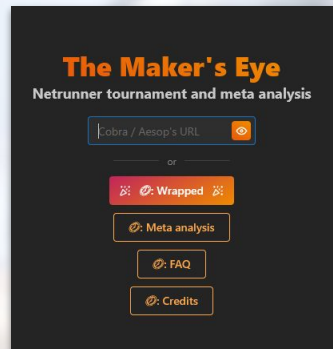 The Maker's Eye
Netrunner tournament and meta analysis
Cobra / Aesop's URL
or
: Wrapped
: Meta analysis
: FAQ
: Credits